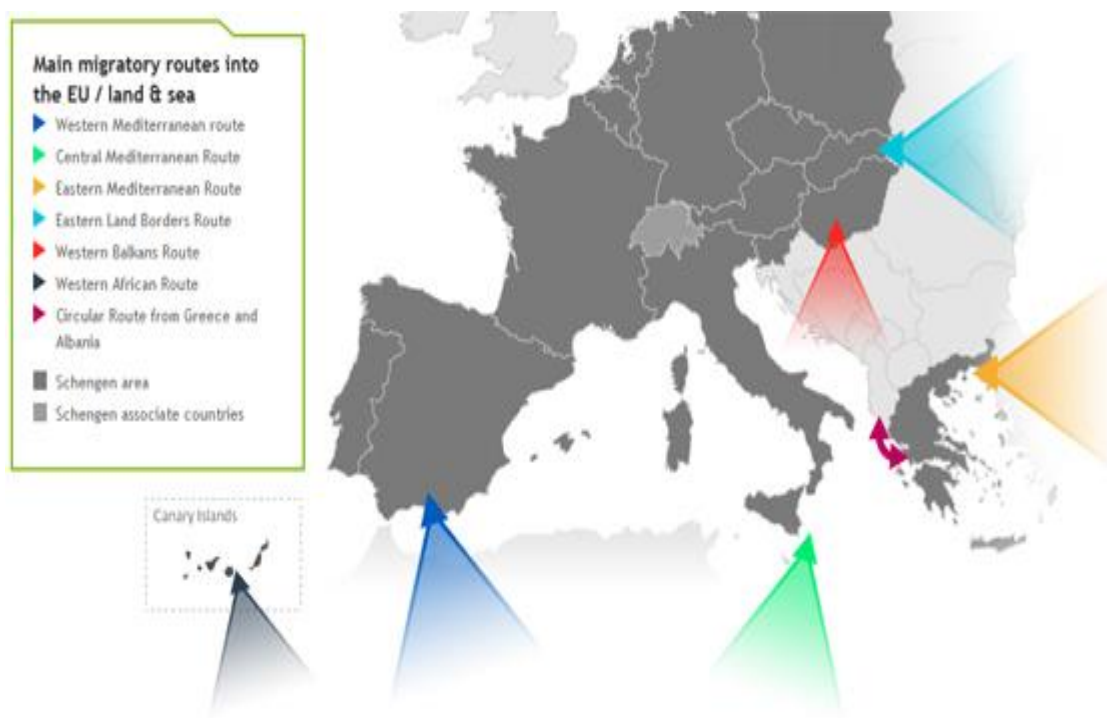 Main migratory routes into
the EU / land & sea
Western Mediterranean route
Central Mediterranean Route
Eastern Mediterranean Route
Eastern Land Borders Route
Western Balkans Route
Western African Route
Circular Route from Greece and
Albania
Schengen area
Schengen associate countries
Canary Islands